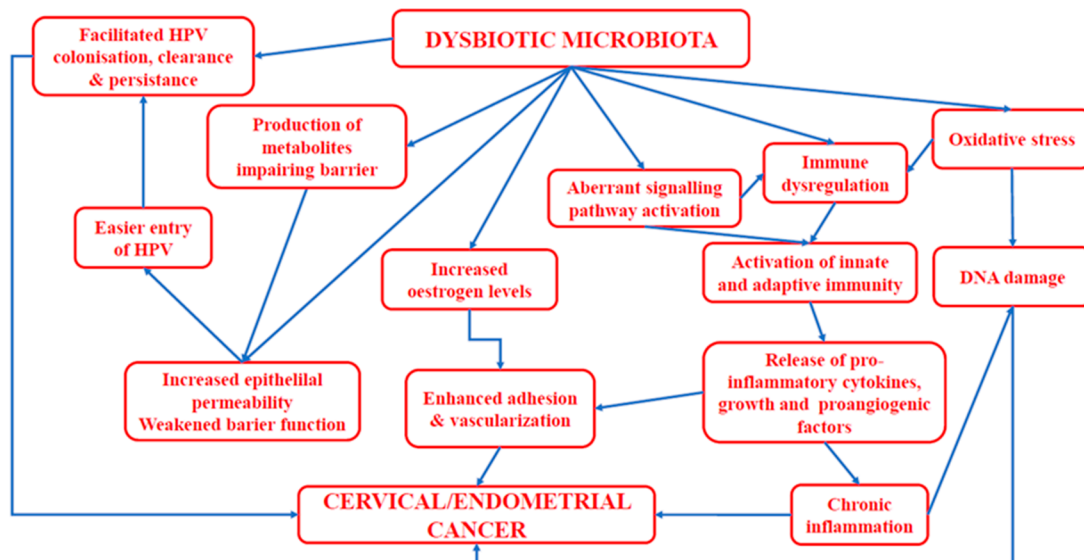 Facilitated HPV
colonisation, clearance
& persistance
DYSBIOTIC MICROBIOTA
Production of
metabolites
impairing barrier
Oxidative stress
Immune
dysregulation
Aberrant signalling
pathway activation
Easier entry
of HPV
Increased
oestrogen levels
Activation of innate
and adaptive immunity
DNA damage
Increased epithelilal
permeability
Weakened barier function
Enhanced adhesion
& vascularization
Release of pro-
inflammatory cytokines,
growth and proangiogenic
factors
CERVICAL/ENDOMETRIAL
CANCER
Chronic
inflammation